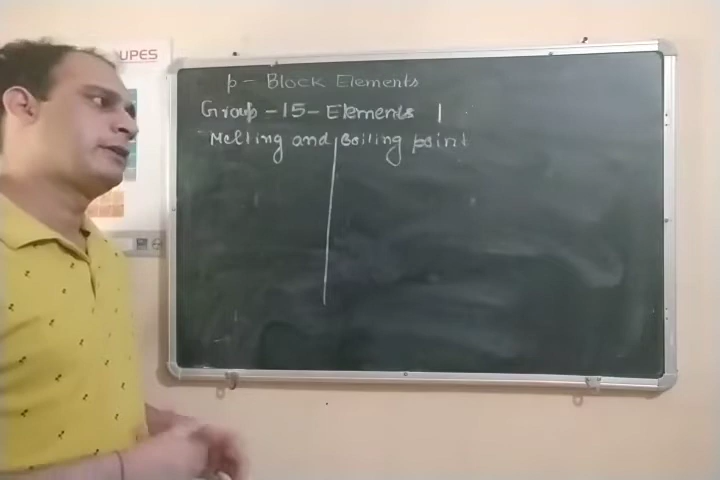 UPES
p - Block Elements
Group - 15 - Elements
Melting and Boiling point